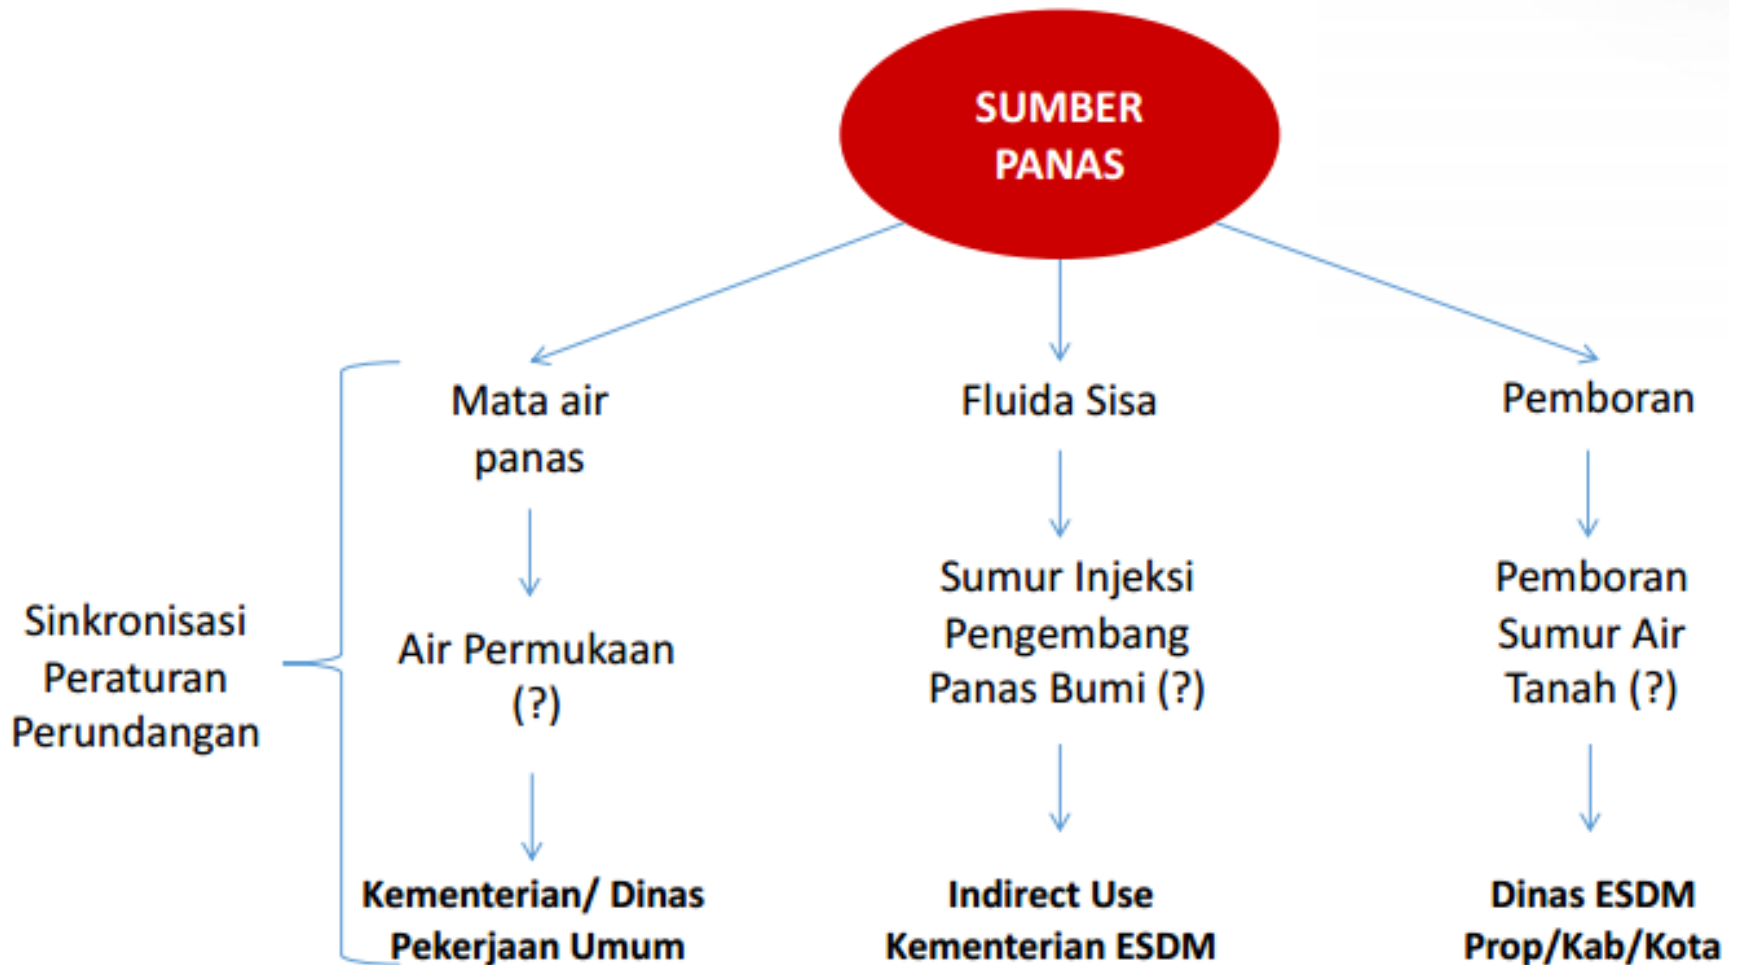 SUMBER
PANAS
Mata air
panas
Fluida Sisa
Pemboran
Sinkronisasi
Peraturan
Perundangan
Air Permukaan
(?)
Sumur Injeksi
Pengembang
Panas Bumi (?)
Pemboran
Sumur Air
Tanah (?)
Kementerian/ Dinas
Pekerjaan Umum
Indirect Use
Kementerian ESDM
Dinas ESDM
Prop/Kab/Kota